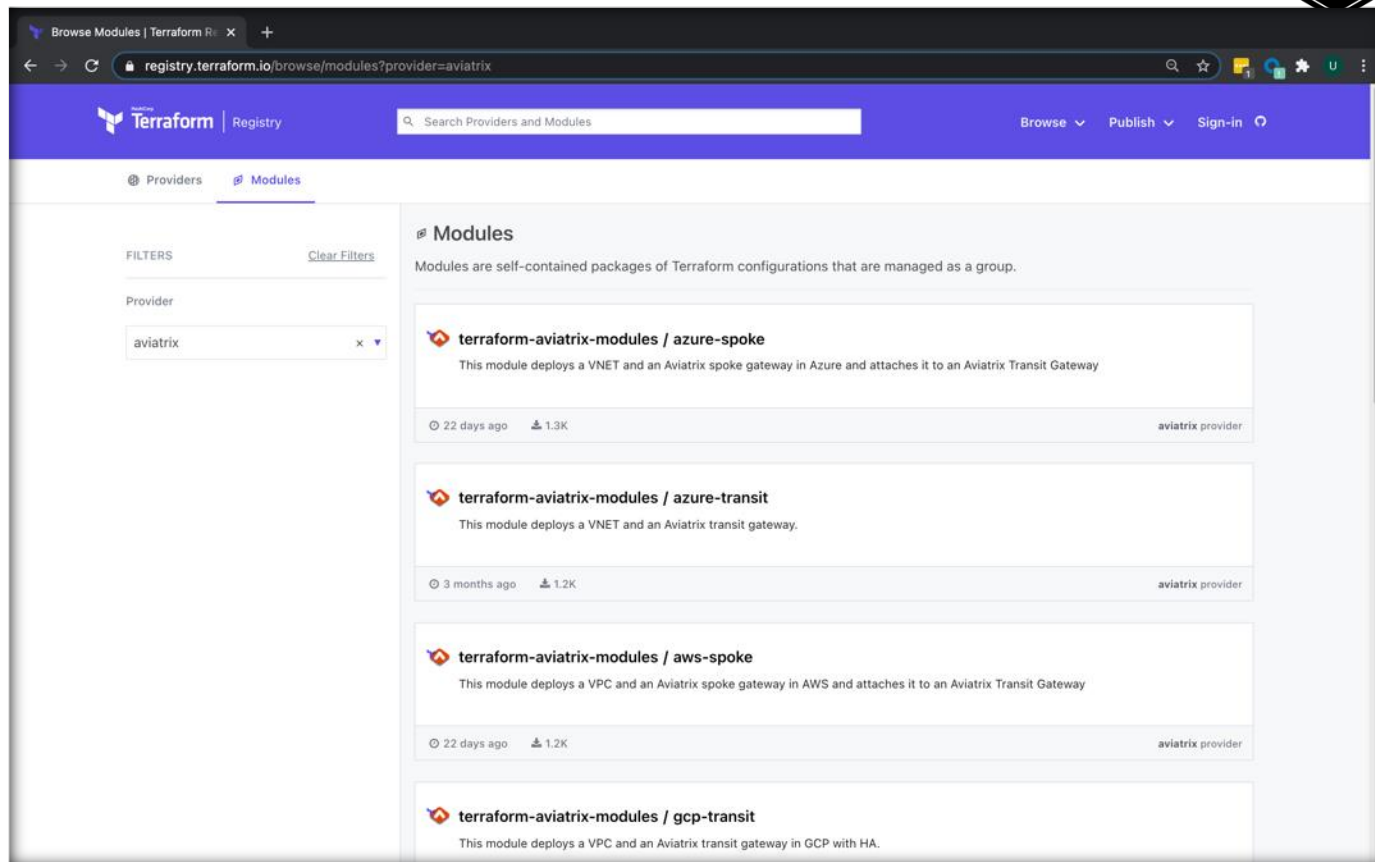 Browse Modules | Terraform Re
registry.terraform.io/browse/modules?provider=aviatrix
1
U
HashiCorp
Terraform | Registry
Search Providers and Modules
Browse
Publish
Sign-in
Providers
Modules
FILTERS
Clear Filters
Provider
aviatrix
Modules
Modules are self-contained packages of Terraform configurations that are managed as a group.
terraform-aviatrix-modules / azure-spoke
This module deploys a VNET and an Aviatrix spoke gateway in Azure and attaches it to an Aviatrix Transit Gateway
22 days ago 1.3K aviatrix provider
terraform-aviatrix-modules / azure-transit
This module deploys a VNET and an Aviatrix transit gateway.
3 months ago 1.2K aviatrix provider
terraform-aviatrix-modules / aws-spoke
This module deploys a VPC and an Aviatrix spoke gateway in AWS and attaches it to an Aviatrix Transit Gateway
22 days ago 1.2K aviatrix provider
terraform-aviatrix-modules / gcp-transit
This module deploys a VPC and an Aviatrix transit gateway in GCP with HA.